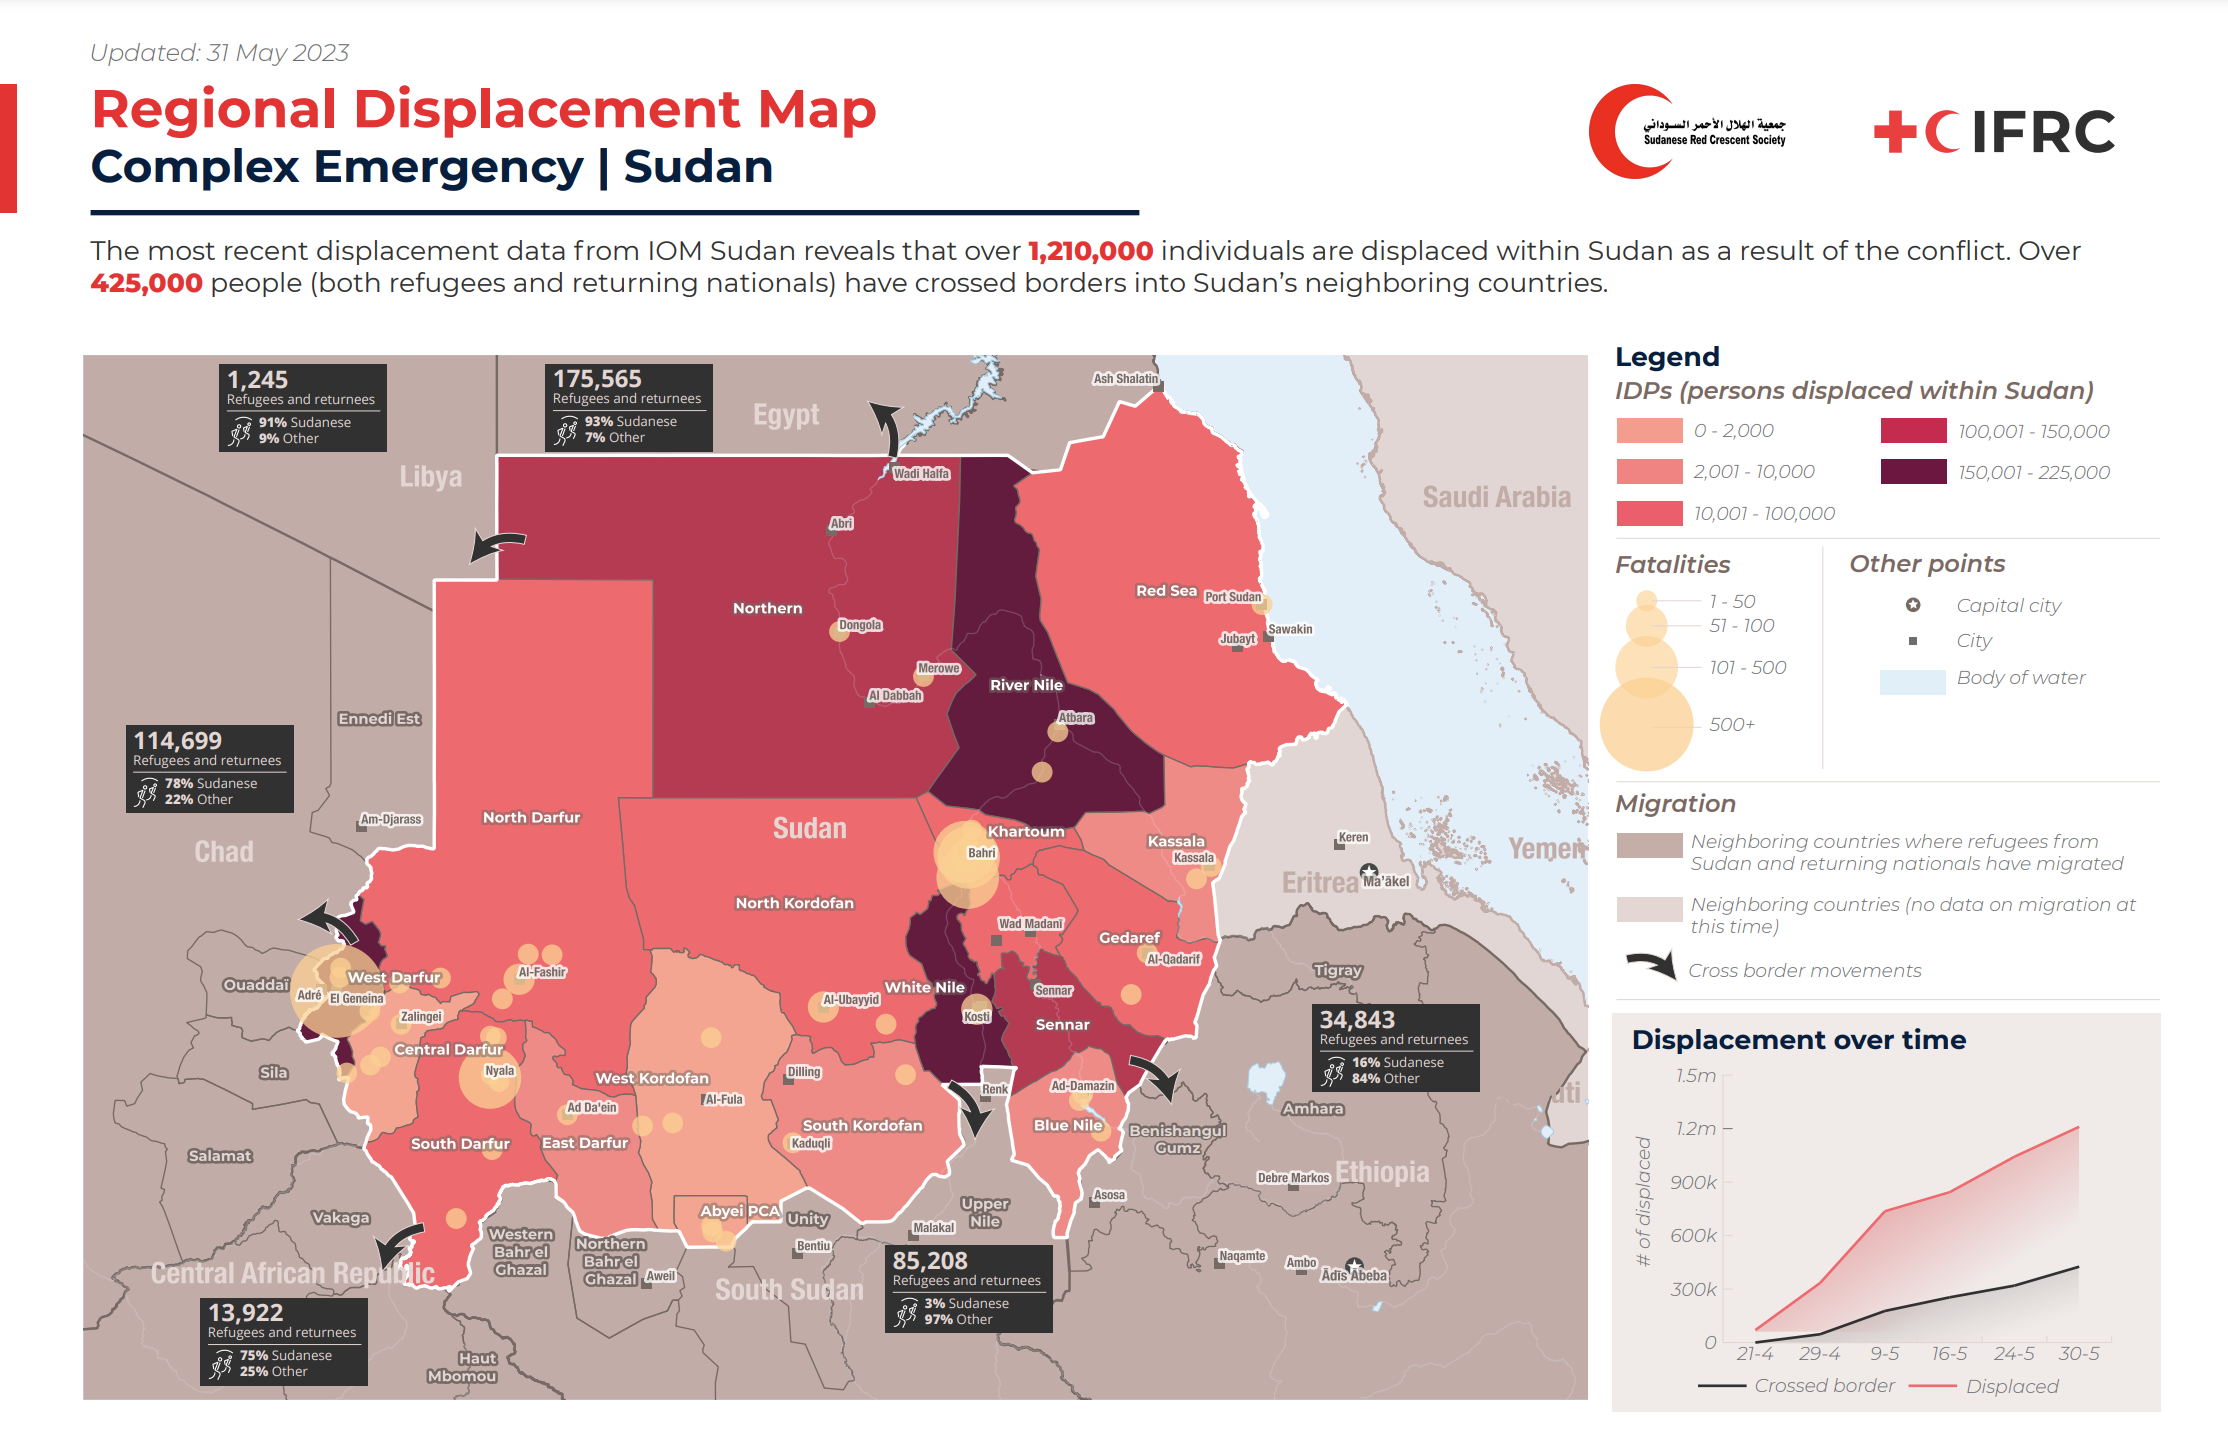 Updated: 31 May 2023
Regional Displacement Map
Complex Emergency | Sudan
جمعية الهلال الأحمر السوداني
Sudanese Red Crescent Society
IFRC
The most recent displacement data from IOM Sudan reveals that over 1,210,000 individuals are displaced within Sudan as a result of the conflict. Over
425,000 people (both refugees and returning nationals) have crossed borders into Sudan's neighboring countries.
1,245
Refugees and returnees
91% Sudanese
9% Other
175,565
Refugees and returnees
93% Sudanese
7% Other
Egypt
Ash Shalatin
Libya
Wadi Halfa
Saudi Arabia
Abri
Northern
Red Sea
Port Sudan
Dongola
Sawakin
Jubayt
Merowe
River Nile
Al Dabbah
Ennedi Est
Atbara
114,699
Refugees and returnees
78% Sudanese
22% Other
Am-Djarass
North Darfur
Sudan
Khartoum
Kassala
Keren
Chad
Bahri
Kassala
Yemen
Eritrea
Ma'ākel
North Kordofan
Wad Madani
Gedaref
Al-Qadarif
Ouaddaï
West Darfur
Al-Fashir
Tigray
Adré
El Geneina
Al-Ubayyid
White Nile
Sennar
Zalingei
Kosti
Sennar
34,843
Refugees and returnees
16% Sudanese
84% Other
Central Darfur
Sila
Nyala
West Kordofan
Dilling
Renk
Ad-Damazin
uti
Ad Da'ein
Al-Fula
Amhara
South Darfur
East Darfur
South Kordofan
Kaduqli
Blue Nile
Benishangul
Gumz
Salamat
Ethiopia
Debre Markos
Asosa
Vakaga
Abyei PCA
Unity
Upper
Nile
Malakal
Western
Bahr el
Ghazal
Northern
Bahr el
Ghazal
Bentiu
Aweil
Naqamte
Ambo
Ādīs Ābeba
Central African Republic
South Sudan
85,208
Refugees and returnees
3% Sudanese
97% Other
13,922
Refugees and returnees
75% Sudanese
25% Other
Haut
Mbomou
Legend
IDPs (persons displaced within Sudan)
0 - 2,000
100,001 - 150,000
2,001 - 10,000
150,001 - 225,000
10,001 - 100,000
Fatalities
1 - 50
51 - 100
101 - 500
500+
Other points
Capital city
City
Body of water
Migration
Neighboring countries where refugees from
Sudan and returning nationals have migrated
Neighboring countries (no data on migration at
this time)
Cross border movements
Displacement over time
# of displaced
1.5m
1.2m
900k
600k
300k
0
21-4 29-4 9-5 16-5 24-5 30-5
Crossed border
Displaced